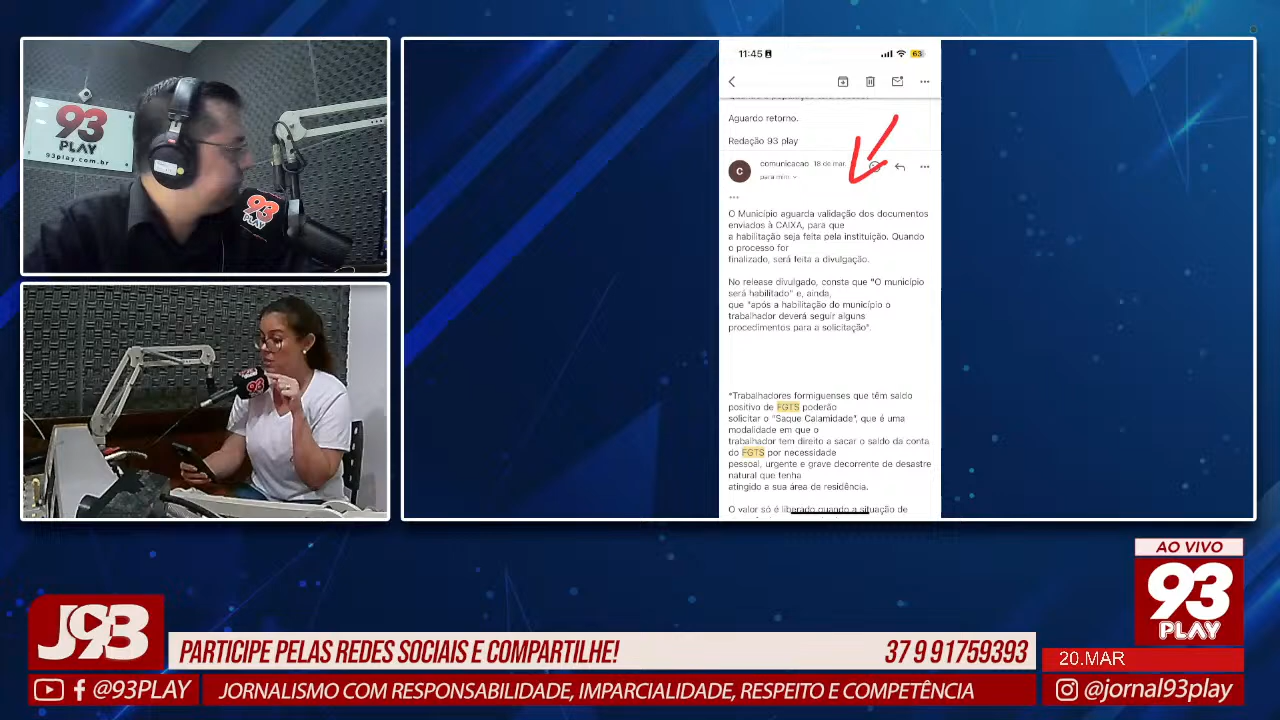 93
PLAY
93play.com.br
93
93
11:45
63
Aguardo retorno.
Redação 93 play
C
comunicacao 18 de mar.
para mim
O Município aguarda validação dos documentos
enviados à CAIXA, para que
a habilitação seja feita pela instituição. Quando
o processo for
finalizado, será feita a divulgação.
No release divulgado, consta que "O município
será habilitado" e, ainda,
que "após a habilitação do município o
trabalhador deverá seguir alguns
procedimentos para a solicitação".
"Trabalhadores formiguenses que têm saldo
positivo de FGTS poderão
solicitar o "Saque Calamidade", que é uma
modalidade em que o
trabalhador tem direito a sacar o saldo da conta
do FGTS por necessidade
pessoal, urgente e grave decorrente de desastre
natural que tenha
atingido a sua área de residência.
O valor só é liberado quando a situação de
AO VIVO
93
PLAY
20.MAR
@jornal93play
J93
PARTICIPE PELAS REDES SOCIAIS E COMPARTILHE!
37 9 91759393
@93PLAY
JORNALISMO COM RESPONSABILIDADE, IMPARCIALIDADE, RESPEITO E COMPETÊNCIA